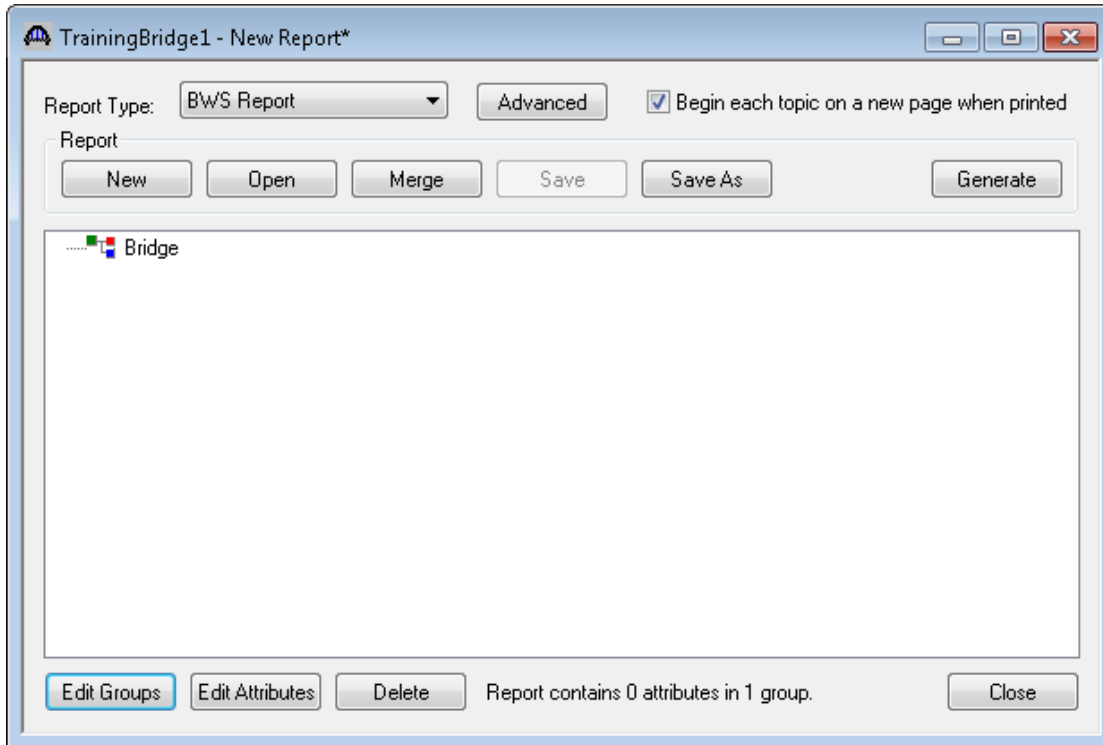 TrainingBridge1 - New Report*
Report Type: BWS Report Advanced Begin each topic on a new page when printed
Report
New Open Merge Save Save As Generate
Bridge
Edit Groups Edit Attributes Delete Report contains 0 attributes in 1 group. Close